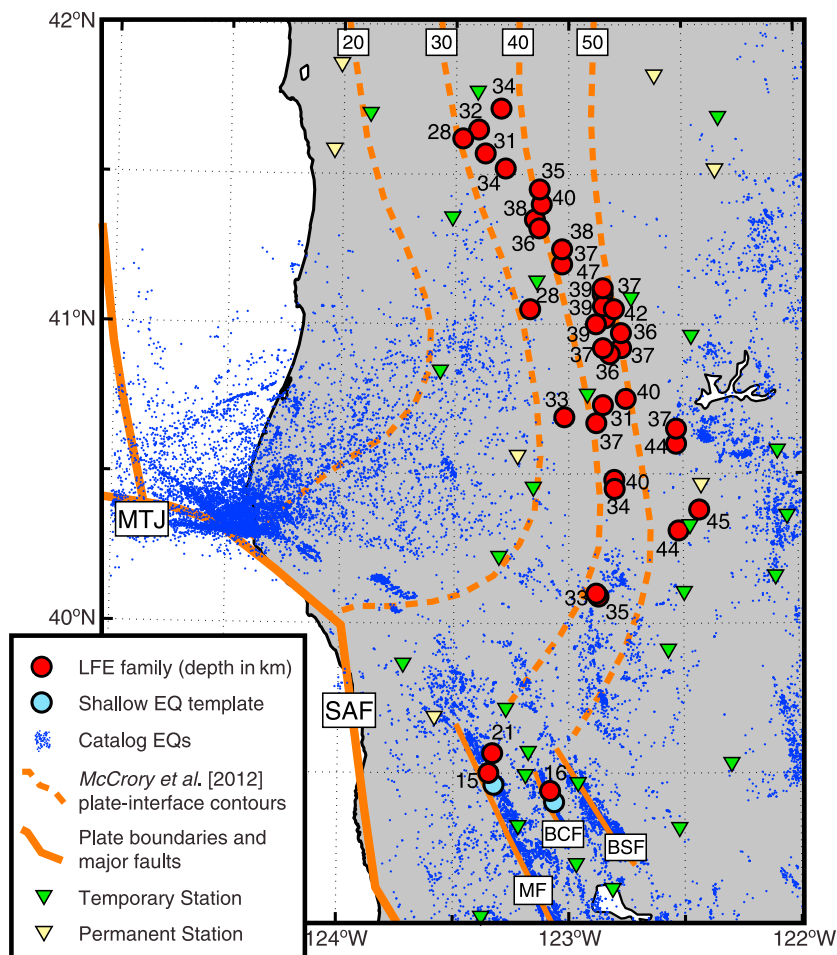 42°N
20
30
40
50
34
32
28
31
34
35
40
38
36
38
37
47
37
39
39
42
41°N
28
39
36
37
36
37
40
33
31
37
37
44
40
34
45
44
MTJ
40°N
33
35
SAF
21
15
16
BCF
BSF
MF
LFE family (depth in km)
Shallow EQ template
Catalog EQs
McCrory et al. [2012]
plate-interface contours
Plate boundaries and
major faults
Temporary Station
Permanent Station
124°W
123°W
122°W